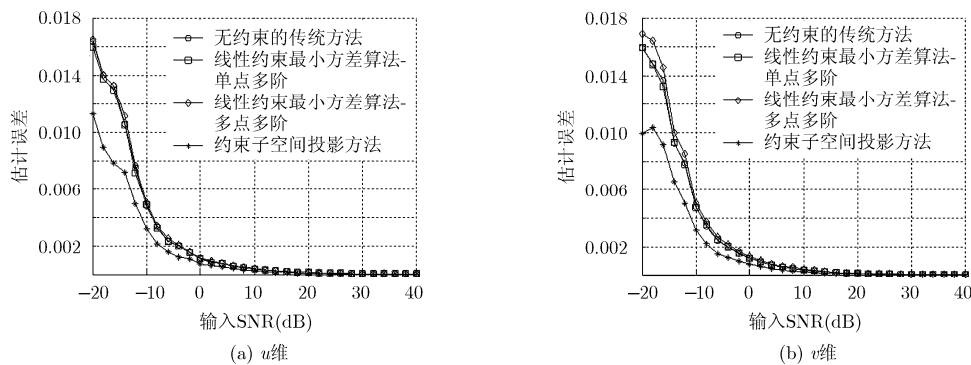 0.018
0.014
0.010
0.006
0.002
估计误差
无约束的传统方法
线性约束最小方差算法-
单点多阶
线性约束最小方差算法-
多点多阶
约束子空间投影方法
−20 −10 0 10 20 30 40
输入SNR(dB)
(a) u维
0.018
0.014
0.010
0.006
0.002
估计误差
无约束的传统方法
线性约束最小方差算法-
单点多阶
线性约束最小方差算法-
多点多阶
约束子空间投影方法
−20 −10 0 10 20 30 40
输入SNR(dB)
(b) v维